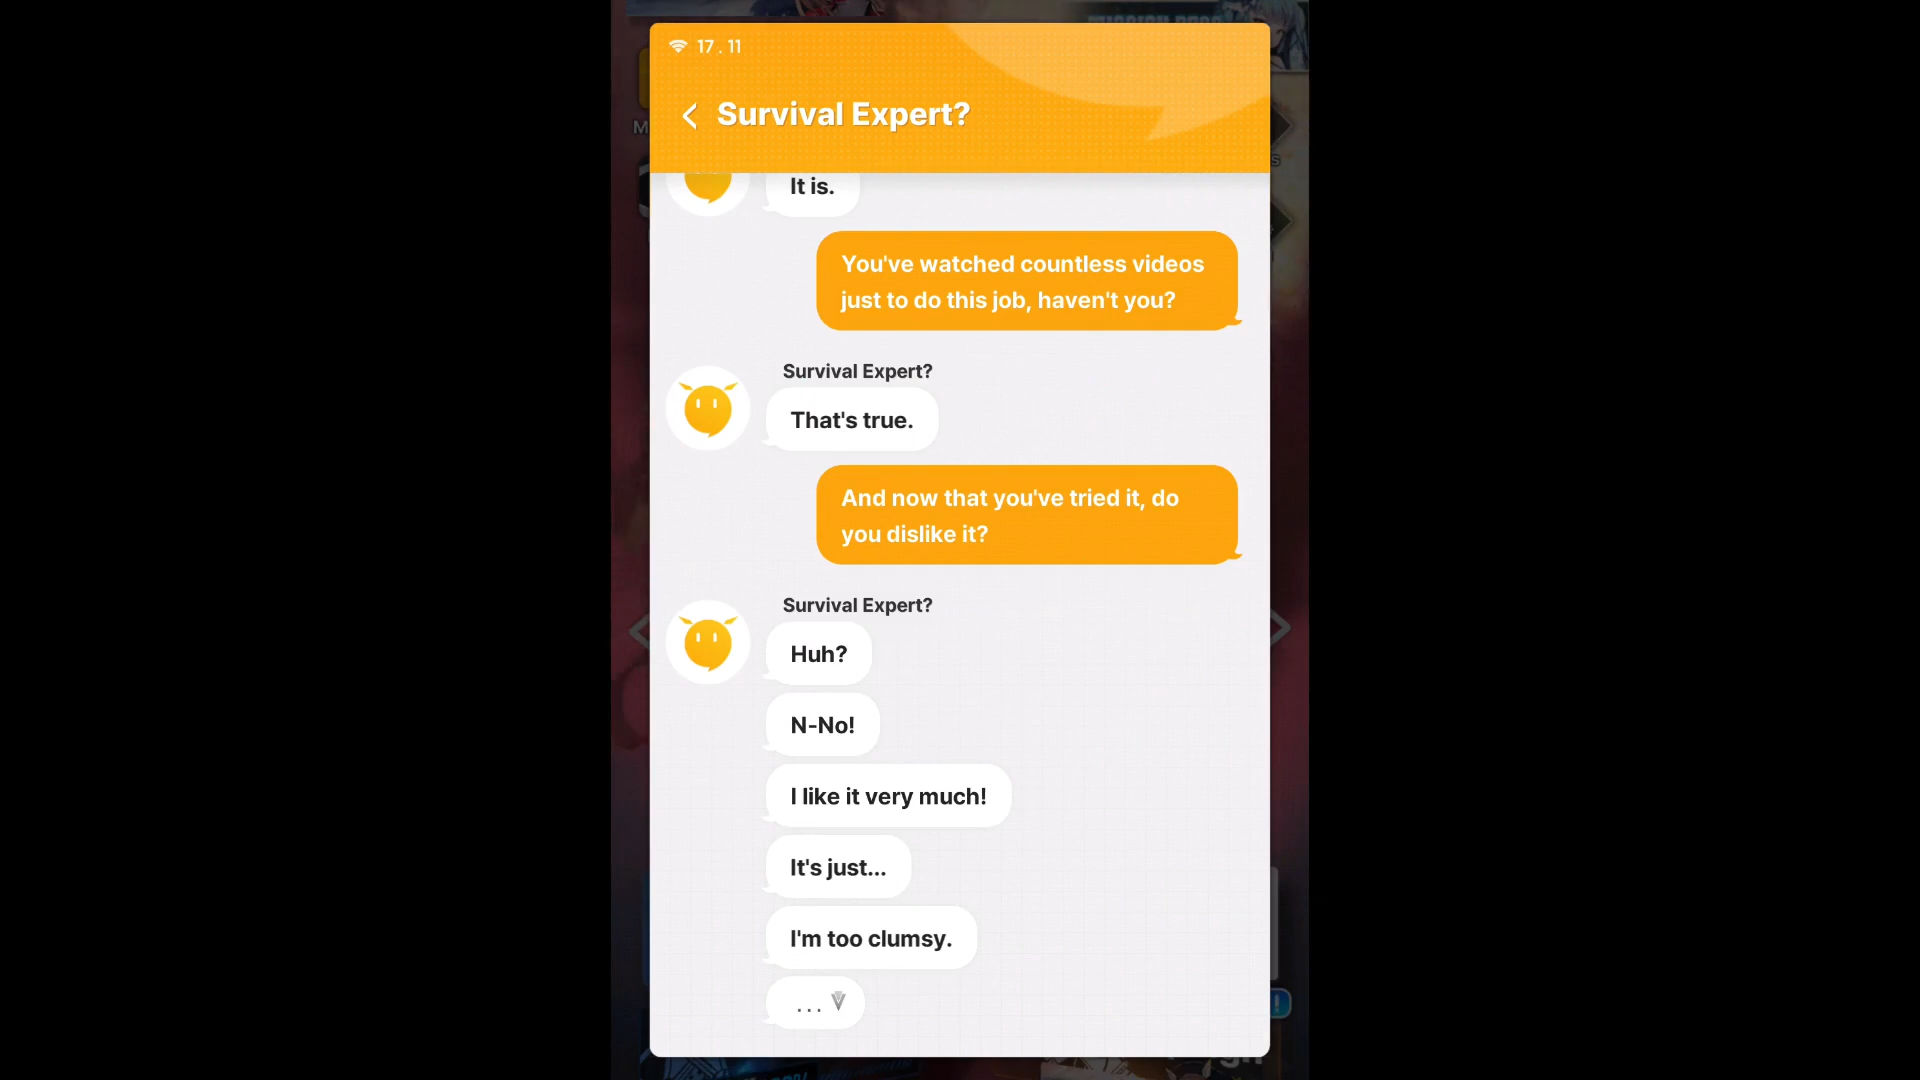 17 . 11
Survival Expert?
It is.
You've watched countless videos
just to do this job, haven't you?
Survival Expert?
That's true.
And now that you've tried it, do
you dislike it?
Survival Expert?
Huh?
N-No!
I like it very much!
It's just...
I'm too clumsy.
...